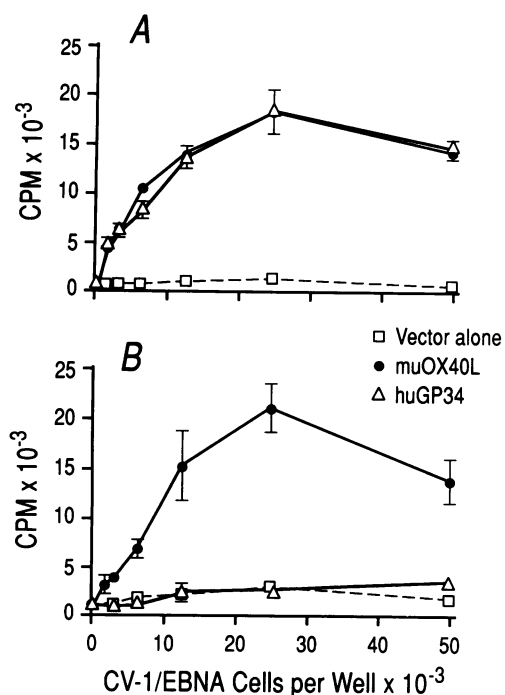 A
25
20
15
10
5
0
CPM x 10⁻³
B
□ Vector alone
● muOX40L
△ huGP34
25
20
15
10
5
0
CPM x 10⁻³
0 10 20 30 40 50
CV-1/EBNA Cells per Well x 10⁻³